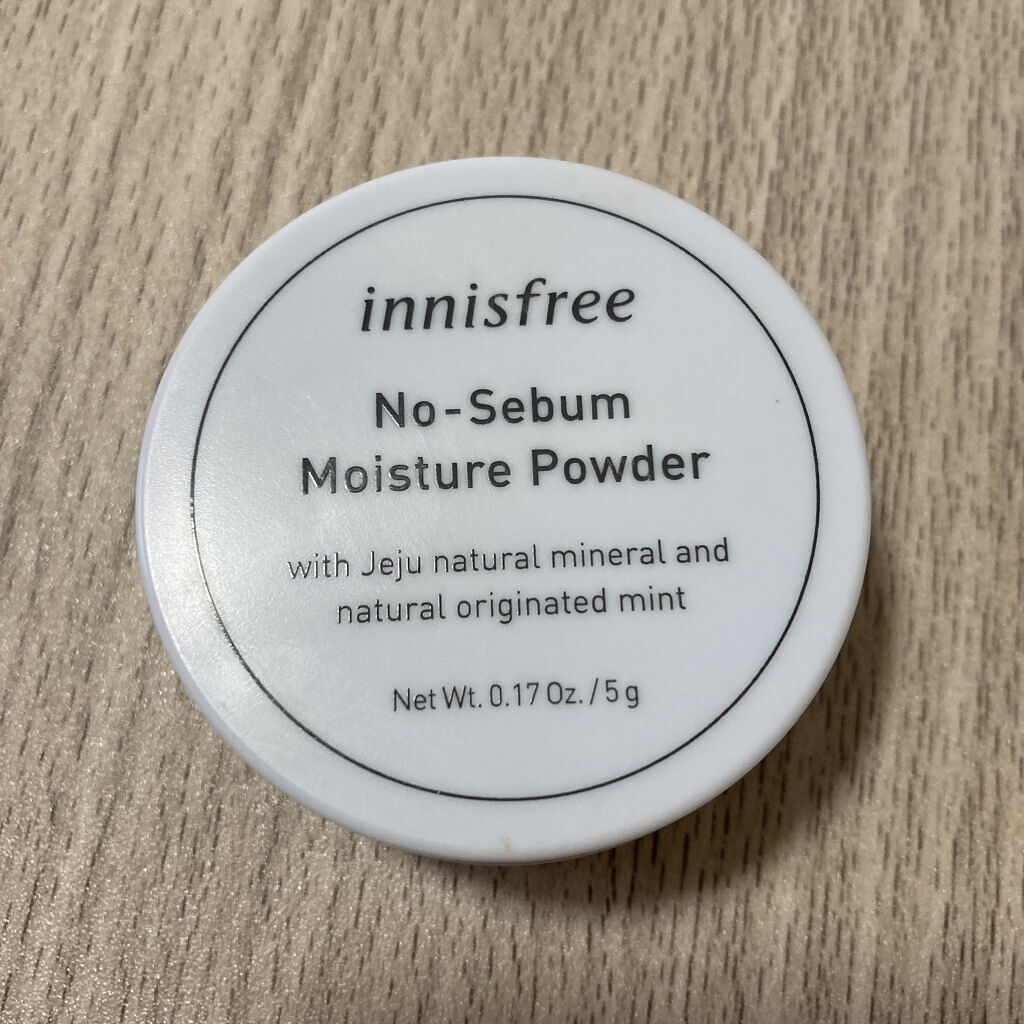 innisfree
No-Sebum
Moisture Powder
with Jeju natural mineral and
natural originated mint
Net Wt. 0.17 Oz. / 5 g